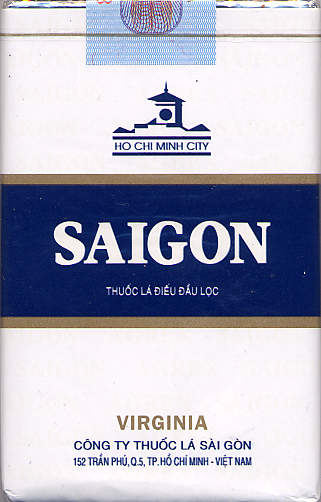 HO CHI MINH CITY
SAIGON
THUỐC LÁ ĐIẾU ĐẦU LỌC
VIRGINIA
CÔNG TY THUỐC LÁ SÀI GÒN
152 TRẦN PHÚ, Q.5, TP. HỒ CHÍ MINH - VIỆT NAM